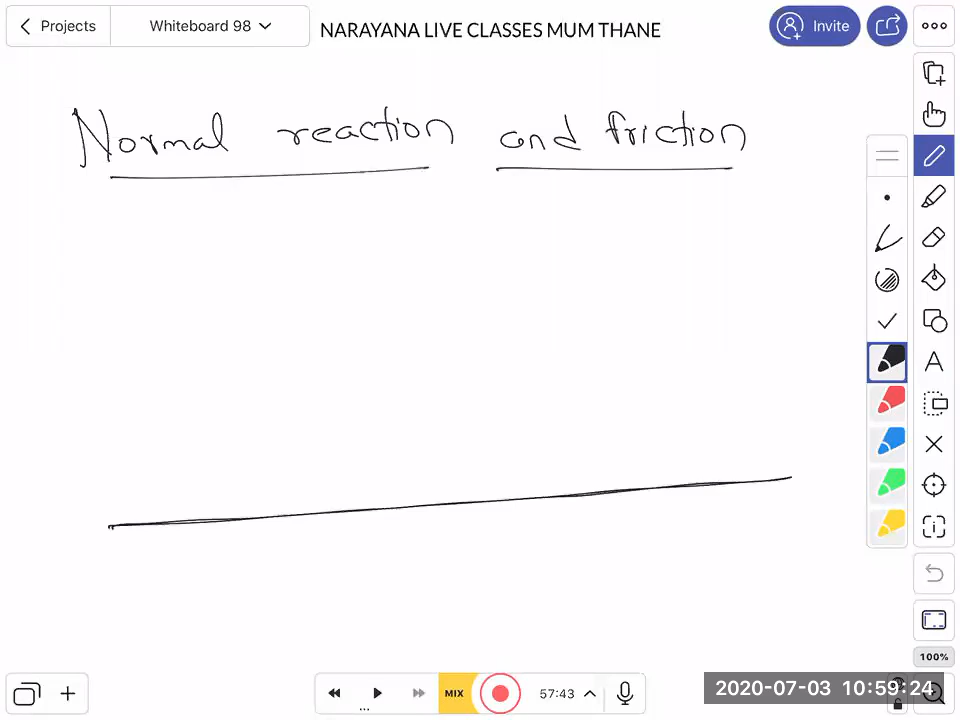 Projects
Whiteboard 98
NARAYANA LIVE CLASSES MUM THANE
Invite
Normal reaction and friction
A
100%
MIX
57:43
2020-07-03 10:59:24